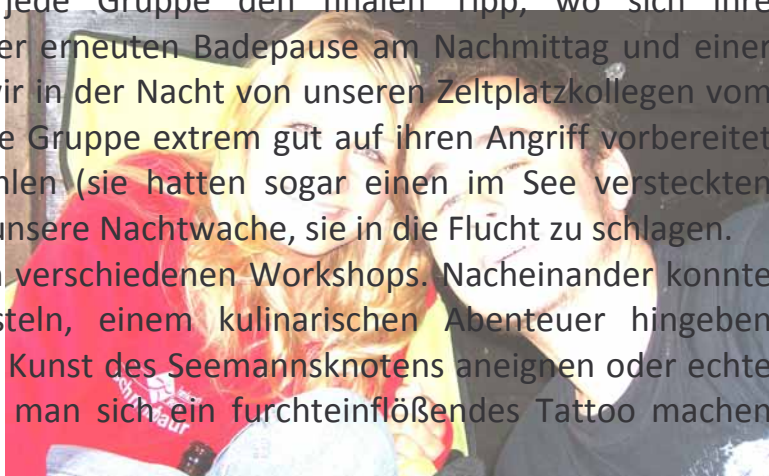 jede Gruppe den finalen Tipp, wo sich ihre
er erneuten Badepause am Nachmittag und einer
ir in der Nacht von unseren Zeltplatzkollegen vom
e Gruppe extrem gut auf ihren Angriff vorbereitet
hlen (sie hatten sogar einen im See versteckten
unsere Nachtwache, sie in die Flucht zu schlagen.
verschiedenen Workshops. Nacheinander konnte
steln, einem kulinarischen Abenteuer hingeben
Kunst des Seemannsknotens aneignen oder echte
man sich ein furchteinflößendes Tattoo machen